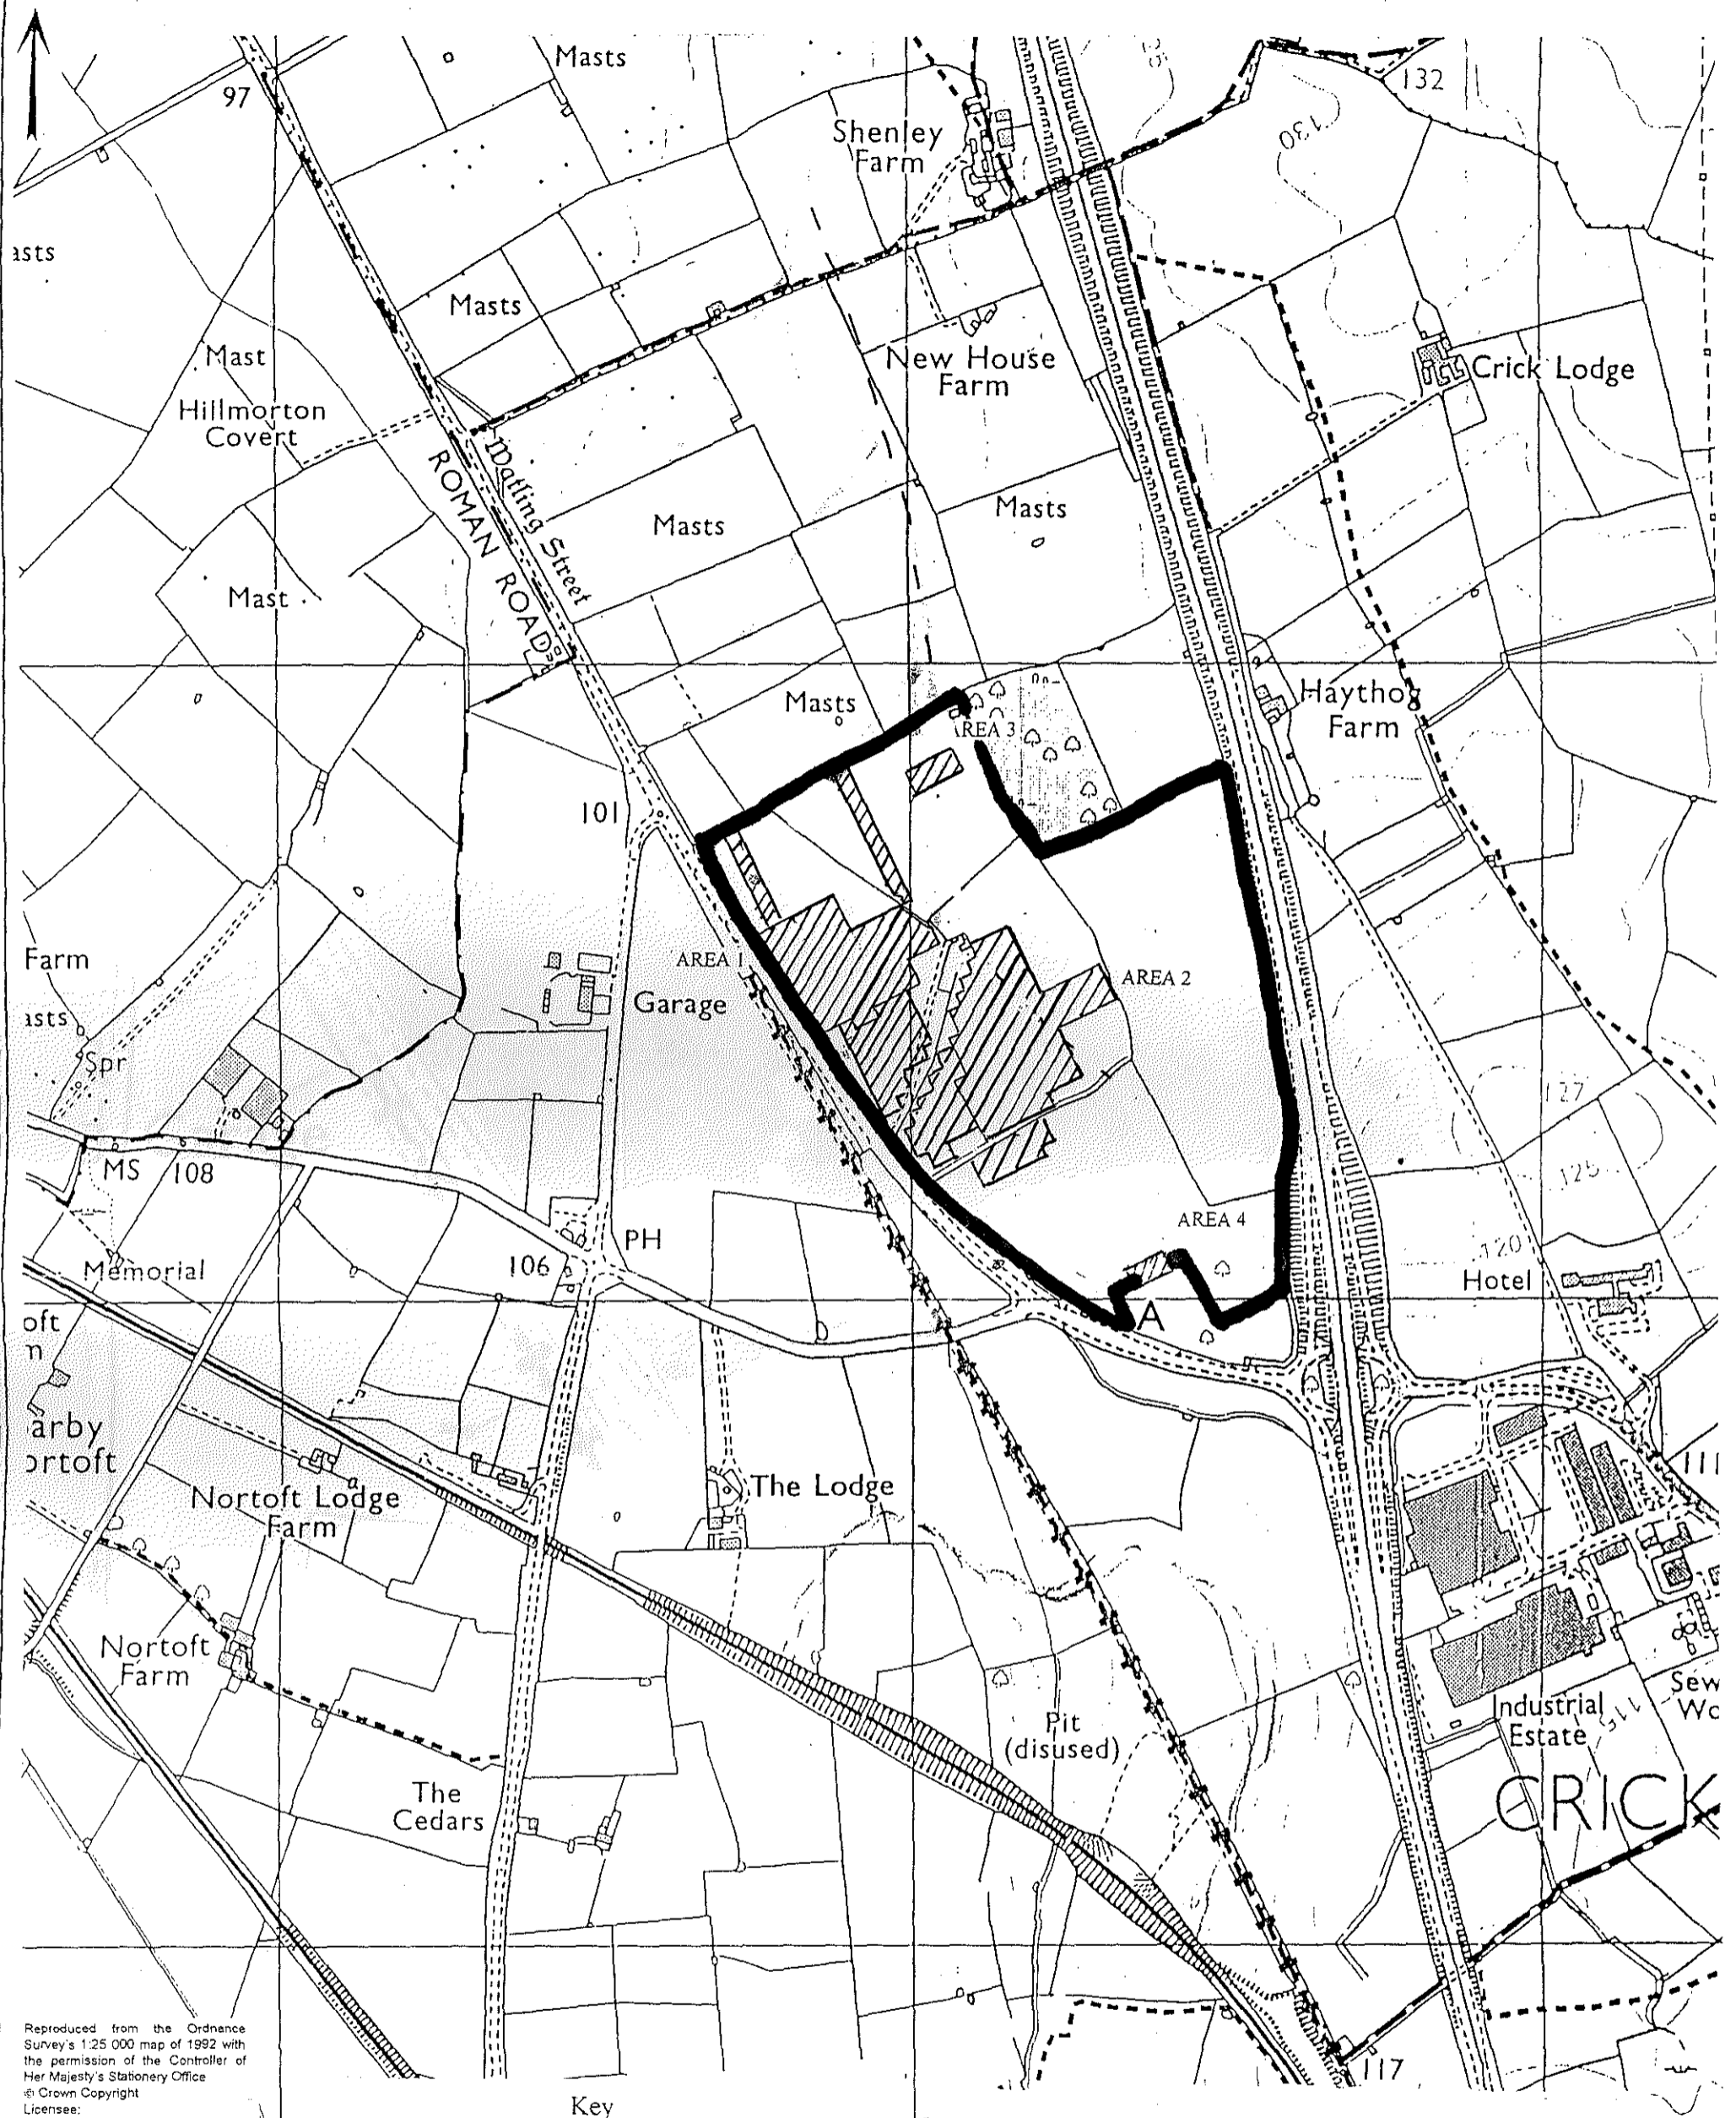 Masts
97
132
Shenley
Farm
130
asts
Masts
Mast
New House
Farm
Crick Lodge
Hillmorton
Covert
Watling Street
ROMAN ROAD
Masts
Masts
Mast
Masts
Haythog
Farm
AREA 3
101
Farm
AREA 1
AREA 2
Garage
asts
Spr
127
MS 108
125
AREA 4
PH
120
Memorial
106
Hotel
A
oft
m
arby
ortoft
111
Nortoft Lodge
Farm
The Lodge
Nortoft
Farm
Sew
Wo
Industrial
Estate
115
Pit
(disused)
The
Cedars
CRICK
Reproduced from the Ordnance
Survey's 1:25 000 map of 1992 with
the permission of the Controller of
Her Majesty's Stationery Office
© Crown Copyright
Licensee:
117
Key